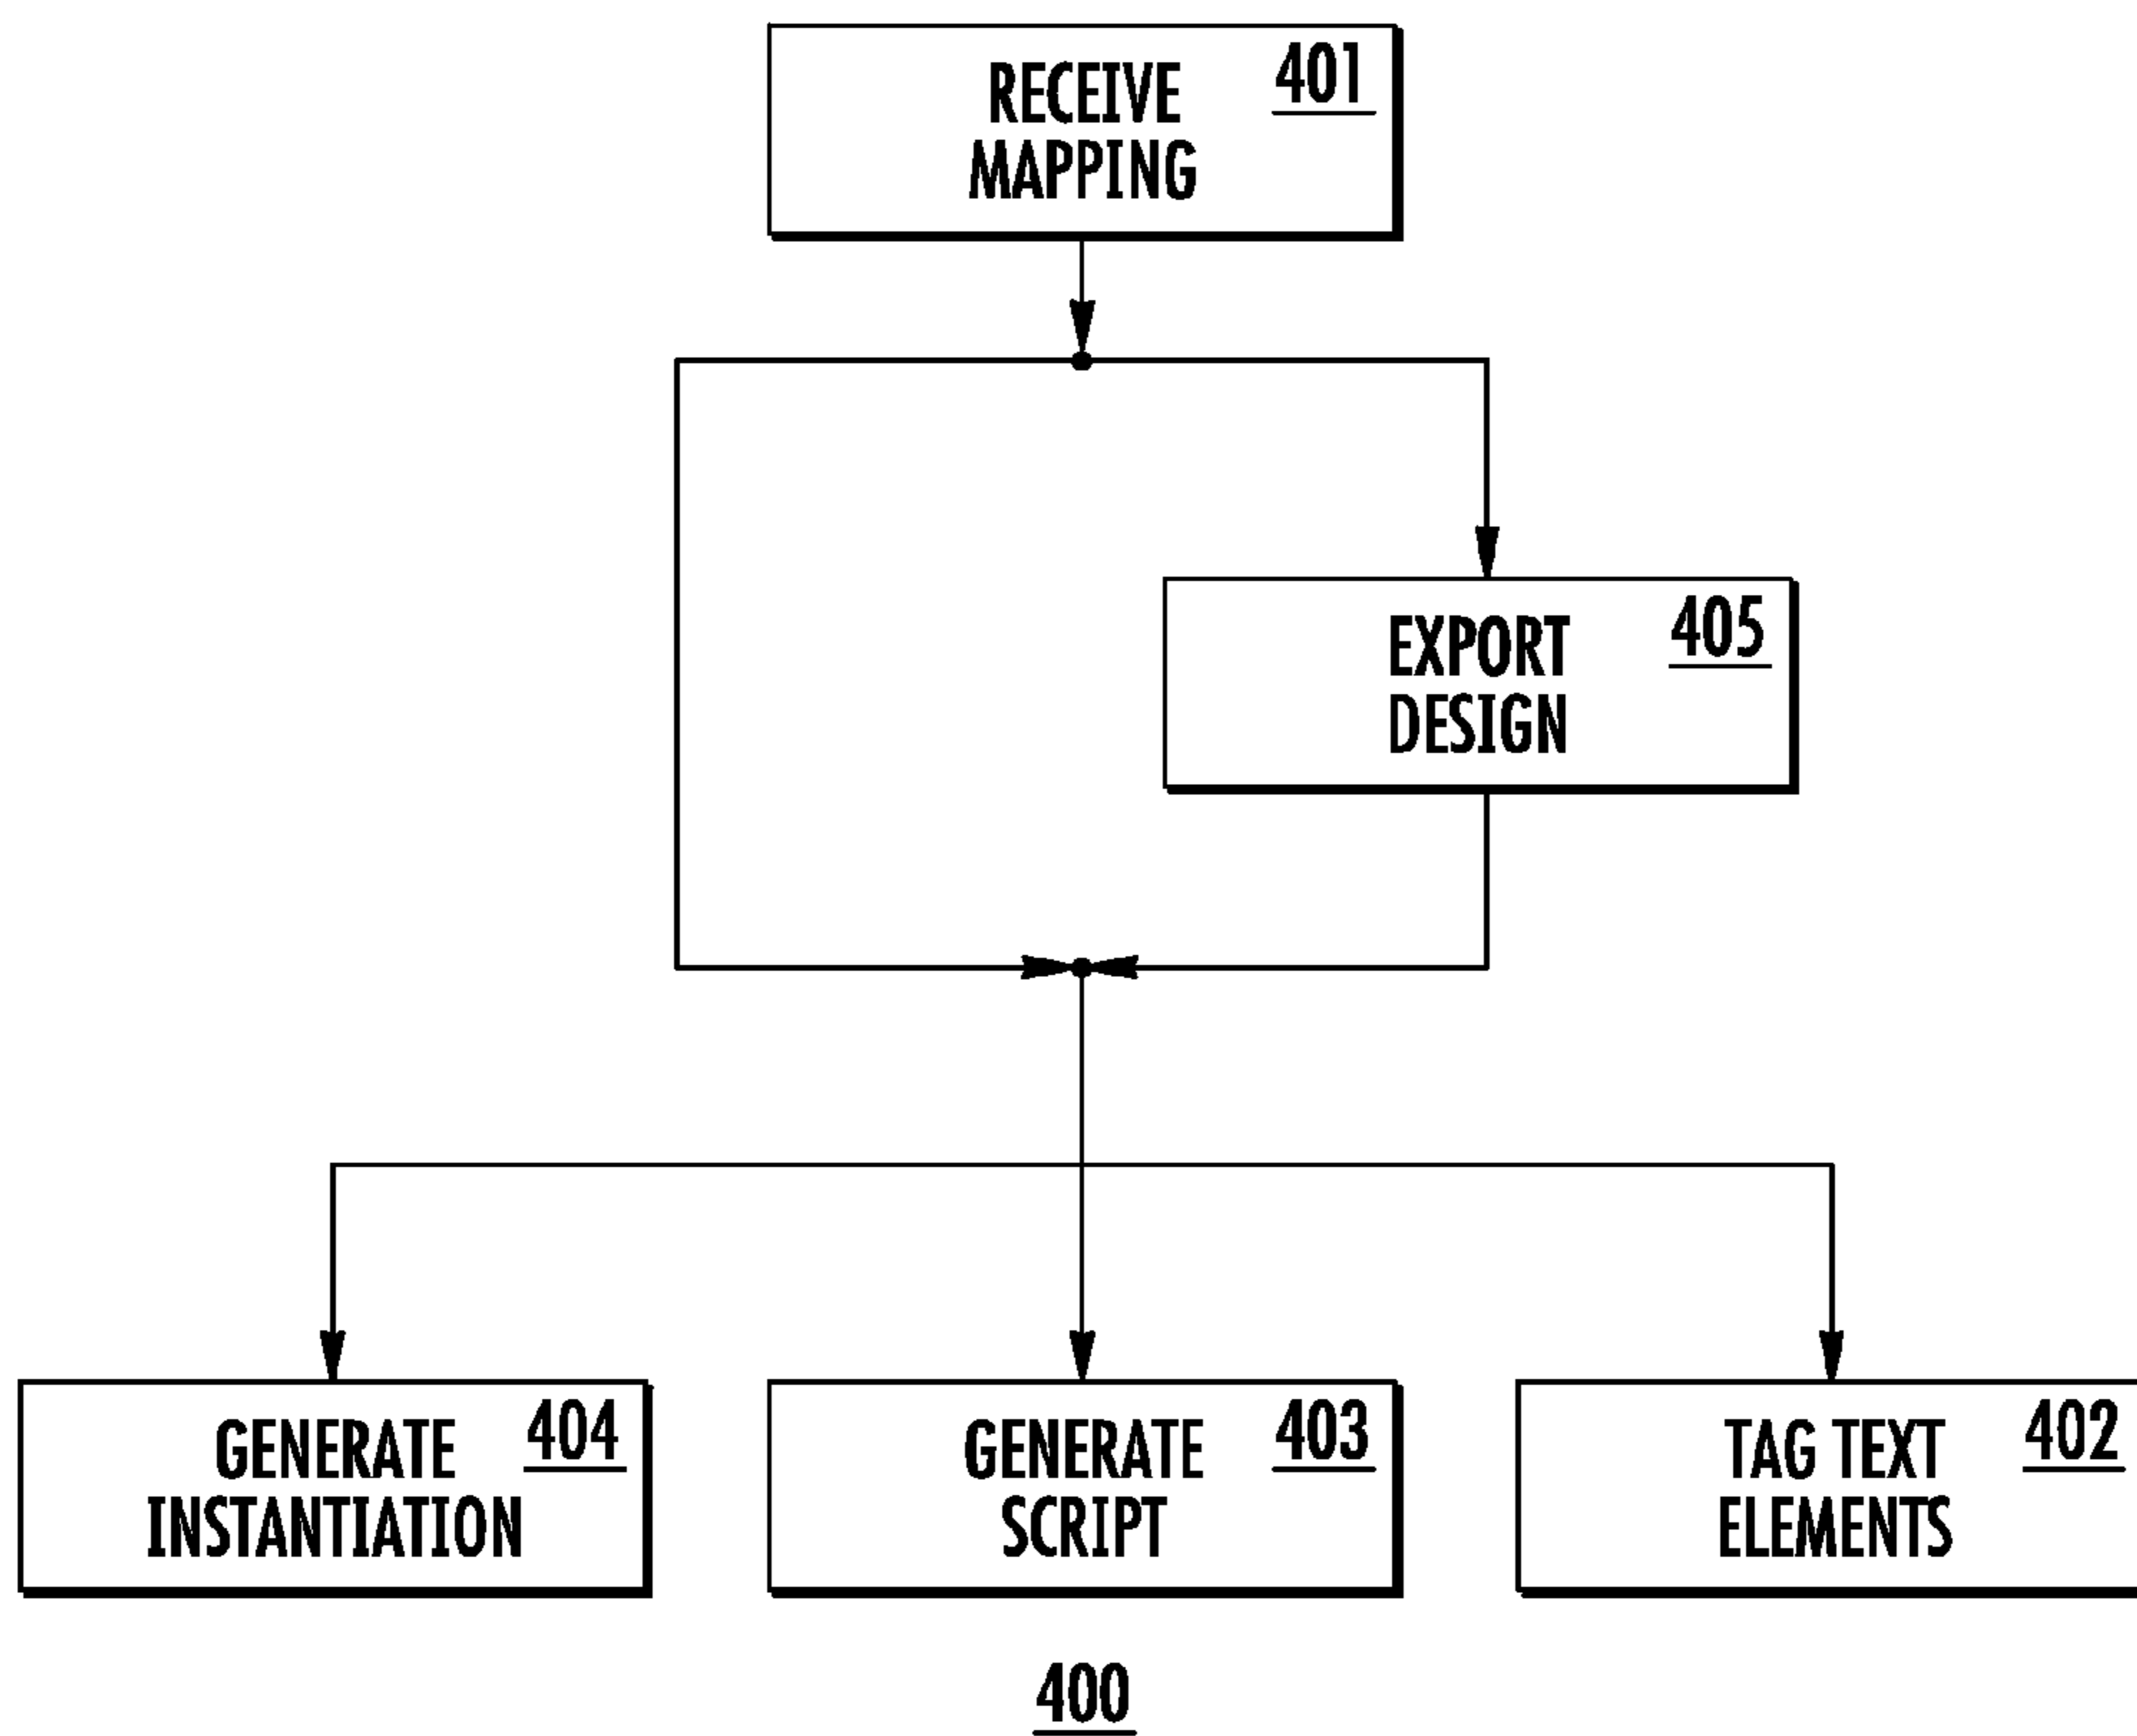 RECEIVE
MAPPING
401
EXPORT
DESIGN
405
GENERATE
INSTANTIATION
404
GENERATE
SCRIPT
403
TAG TEXT
ELEMENTS
402
400